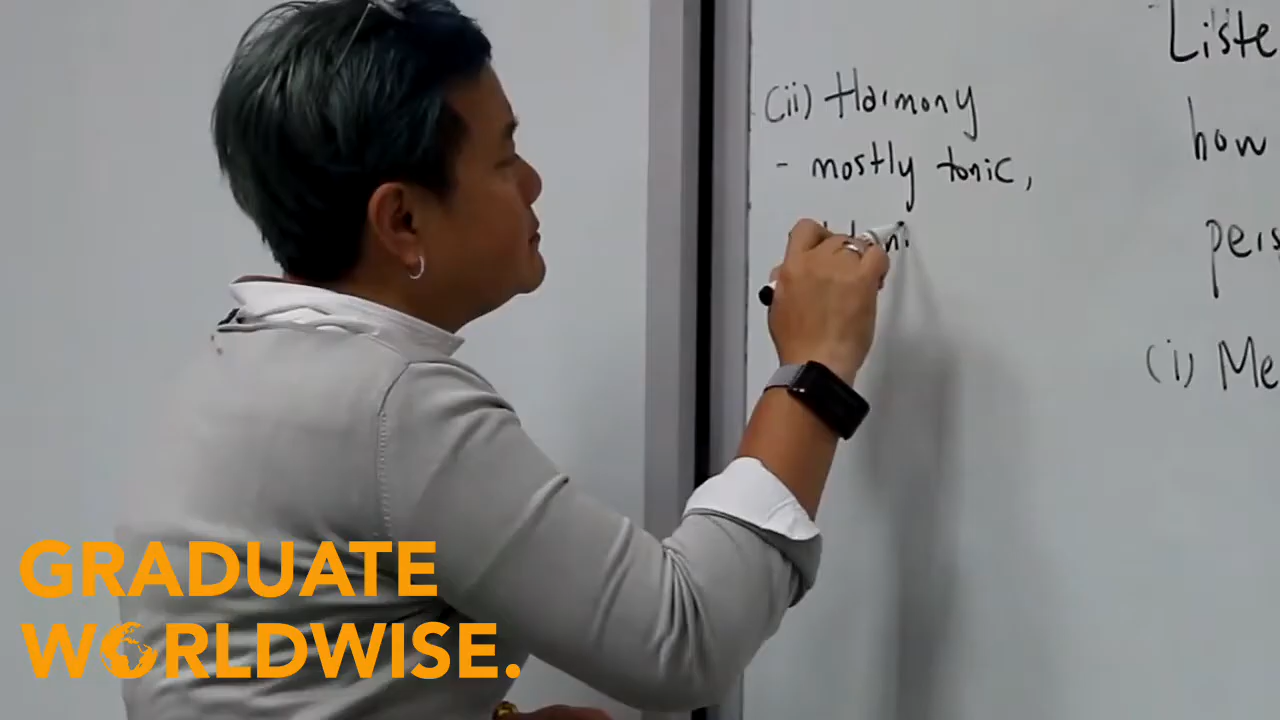 (ii) Harmony
- mostly tonic,
Liste
how
pers
(i) Me
GRADUATE
WORLDWISE.